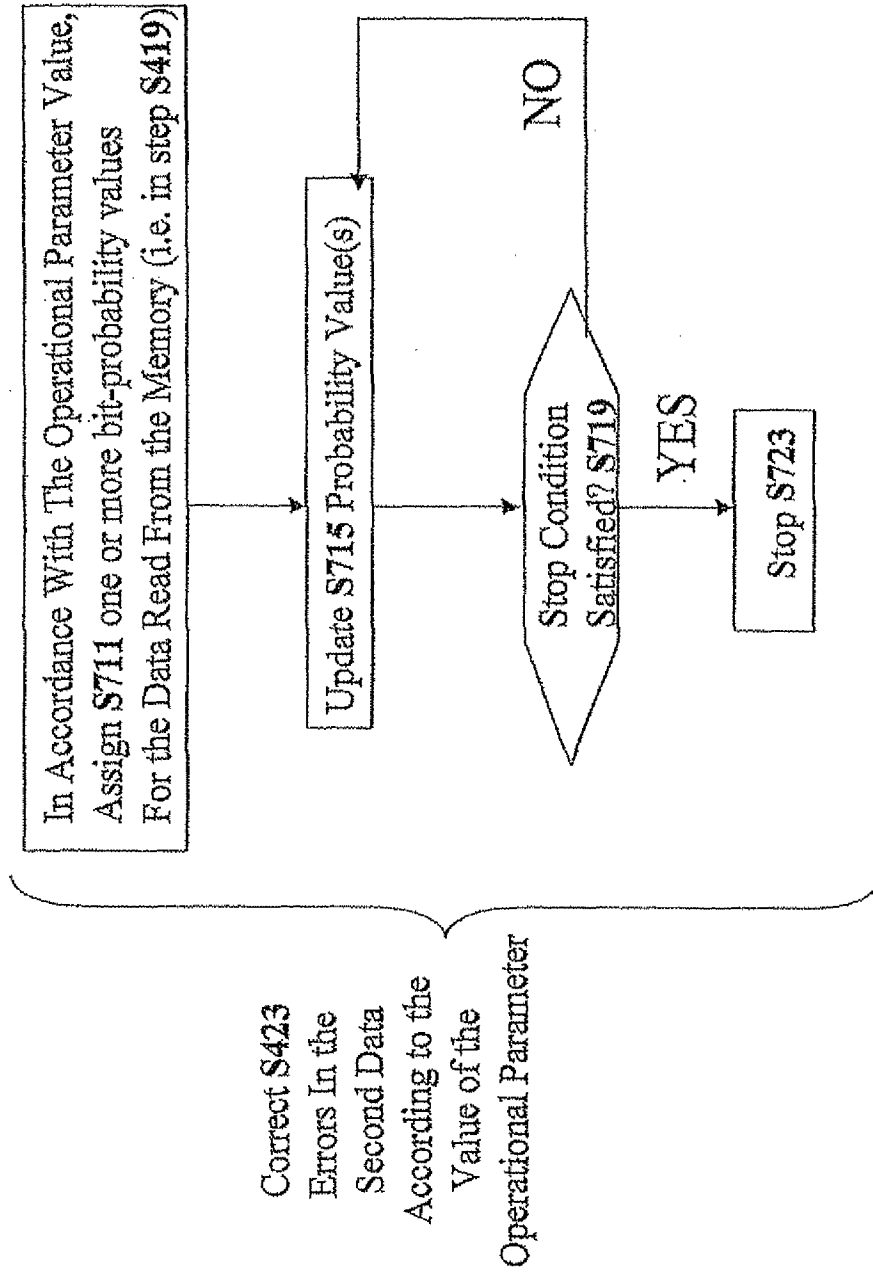 In Accordance With The Operational Parameter Value,
Assign S711 one or more bit-probability values
For the Data Read From the Memory (i.e. in step S419)
Update S715 Probability Value(s)
Stop Condition
Satisfied? S719
NO
YES
Stop S723
Correct S423
Errors In the
Second Data
According to the
Value of the
Operational Parameter